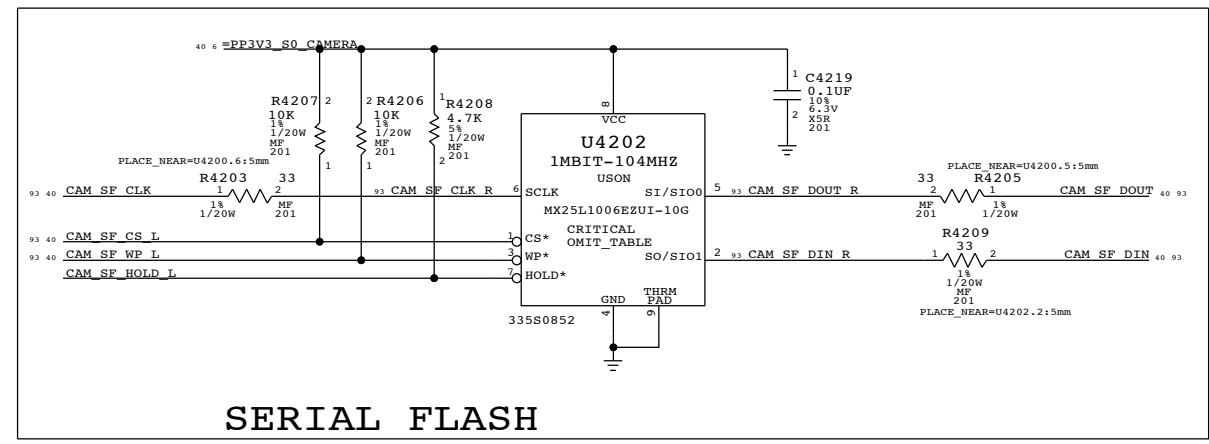 40 6 =PP3V3_S0_CAMERA
R4207 2
10K
1%
1/20W
MF
201
1
2 R4206
10K
1%
1/20W
MF
201
1
1 R4208
4.7K
5%
1/20W
MF
2 201
1 C4219
0.1UF
10%
6.3V
2 X5R
201
8
VCC
U4202
1MBIT-104MHZ
USON
MX25L1006EZUI-10G
CRITICAL
OMIT_TABLE
PLACE_NEAR=U4200.6:5mm
R4203 33
93 40 CAM_SF_CLK 1 2 93 CAM_SF_CLK_R 6 SCLK
1% MF
1/20W 201
93 40 CAM_SF_CS_L 1 CS*
93 40 CAM_SF_WP_L 3 WP*
CAM_SF_HOLD_L 7 HOLD*
PLACE_NEAR=U4200.5:5mm
33 R4205
SI/SIO0 5 93 CAM_SF_DOUT_R 2 1 CAM_SF_DOUT 40 93
MF 1%
201 1/20W
R4209
33
SO/SIO1 2 93 CAM_SF_DIN_R 1 2 CAM_SF_DIN 40 93
1%
1/20W
MF
201
PLACE_NEAR=U4202.2:5mm
GND THRM
PAD
4 9
335S0852
SERIAL FLASH